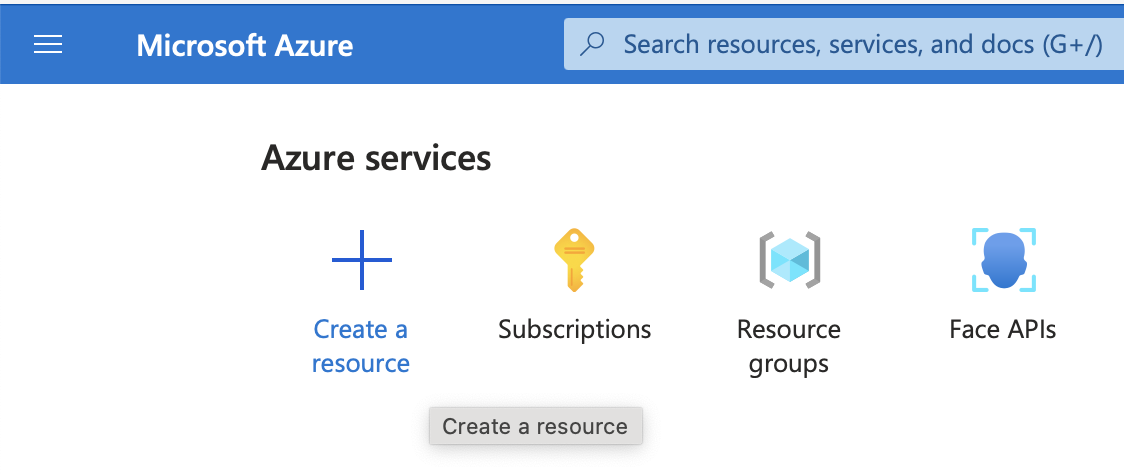 Microsoft Azure
Search resources, services, and docs (G+/)
Azure services
Create a
resource
Subscriptions
Resource
groups
Face APIs
Create a resource